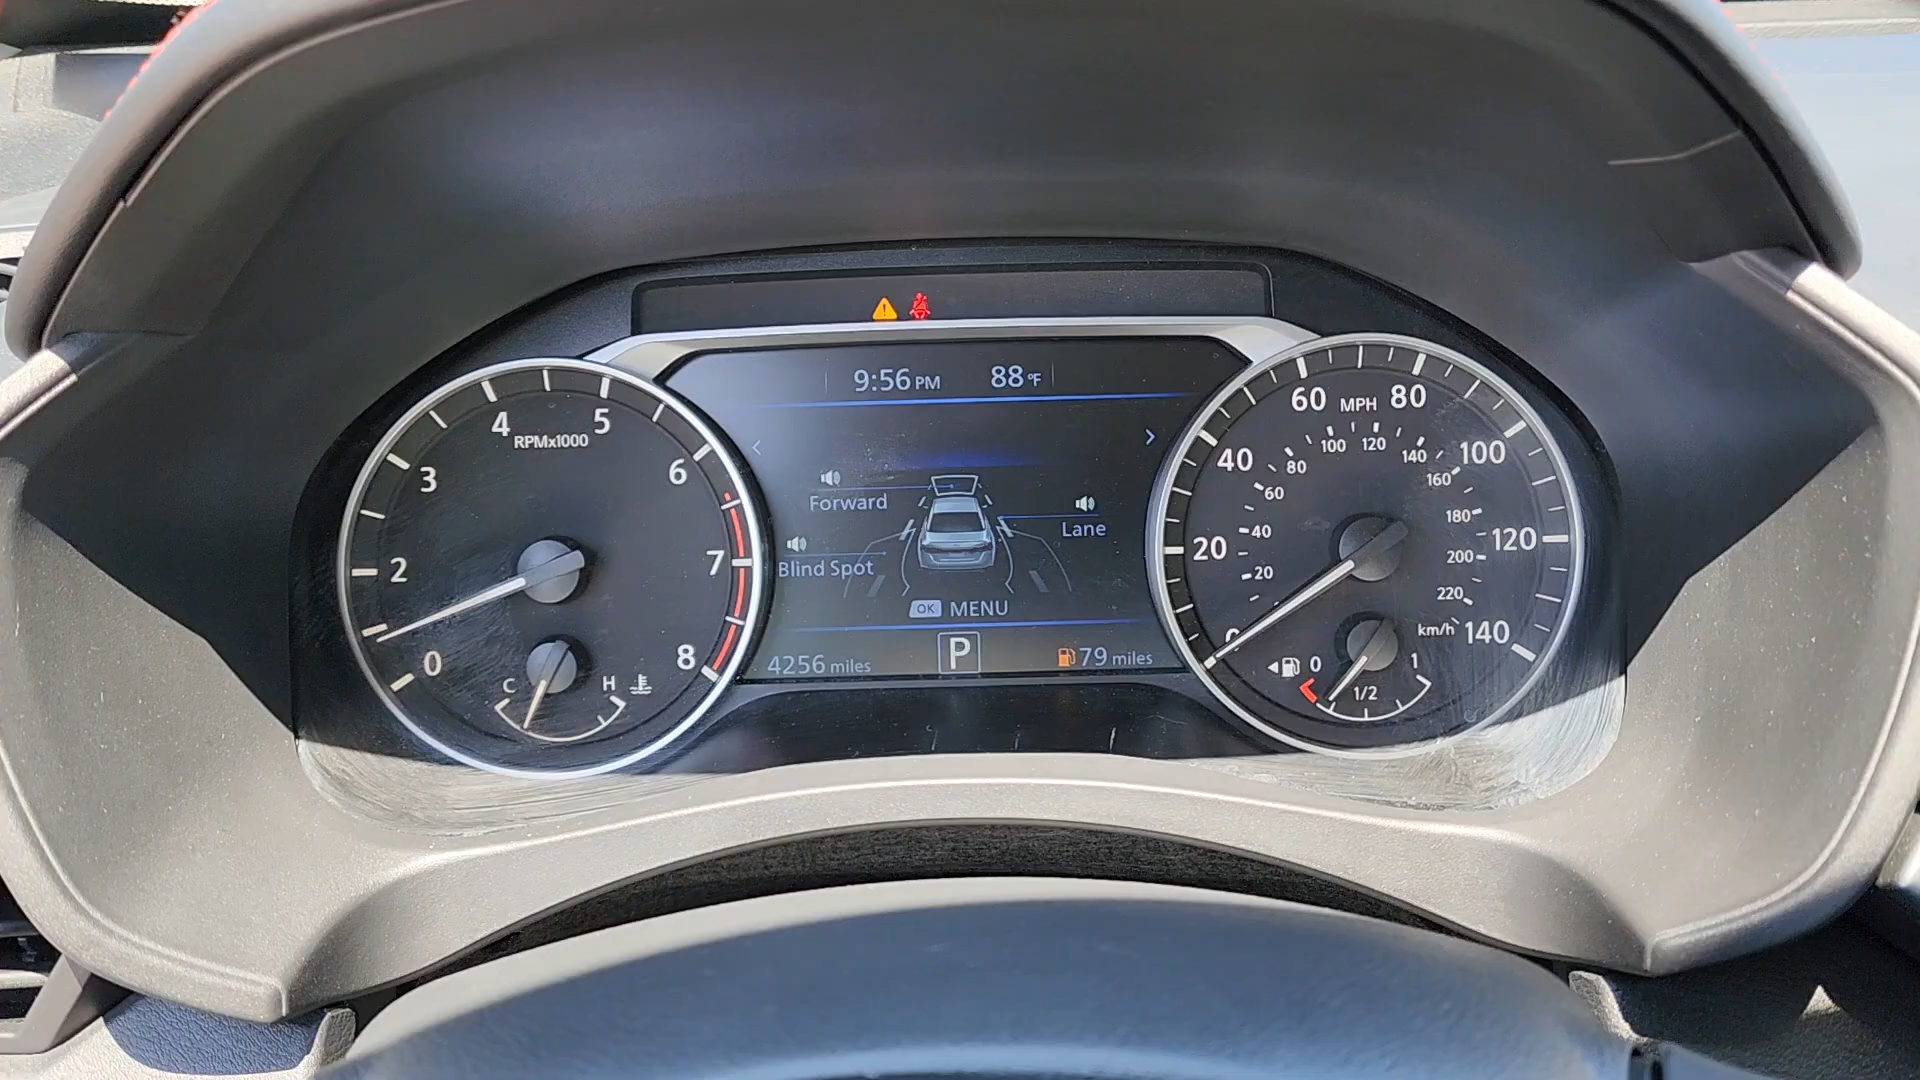 9:56 PM 88°F
4 5
RPMx1000
3 6
2 7
0 8
C H
Forward
Lane
Blind Spot
OK MENU
4256 miles P 79 miles
60 MPH 80
40 100
20 120
0 140
100 120
80 140
60 160
40 180
20 200
220
km/h
0 1
1/2